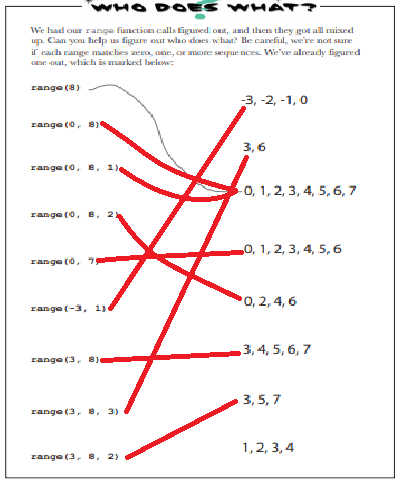 WHO DOES WHAT?
We had our range function calls figured out, and then they got all mixed
up. Can you help us figure out who does what? Be careful, we're not sure
if each range matches zero, one, or more sequences. We've already figured
one out, which is marked below:
range(8)
range(0, 8)
range(0, 8, 1)
range(0, 8, 2)
range(0, 7)
range(-3, 1)
range(3, 8)
range(3, 8, 3)
range(3, 8, 2)
-3, -2, -1, 0
3, 6
0, 1, 2, 3, 4, 5, 6, 7
0, 1, 2, 3, 4, 5, 6
0, 2, 4, 6
3, 4, 5, 6, 7
3, 5, 7
1, 2, 3, 4